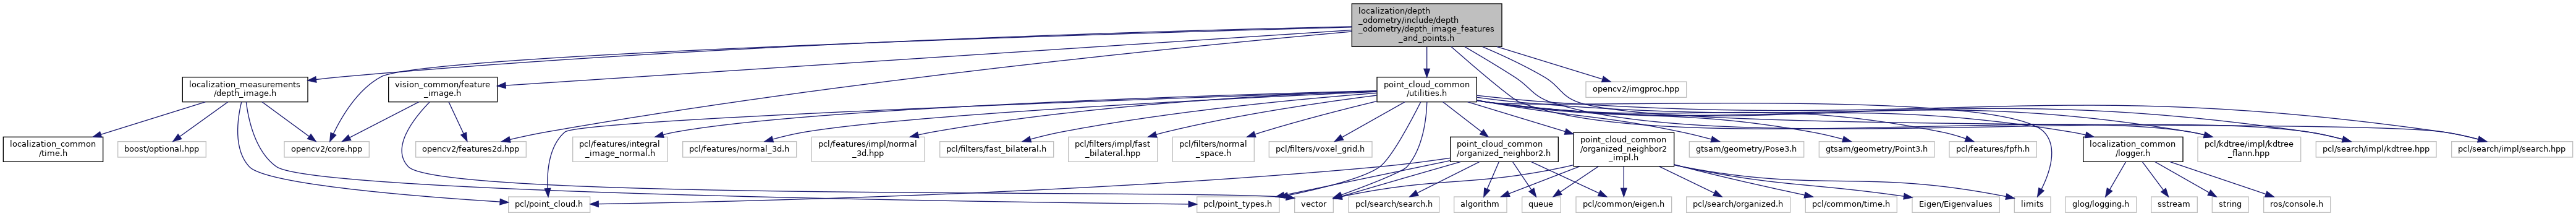 localization/depth
_odometry/include/depth
_odometry/depth_image_features
_and_points.h
localization_measurements
/depth_image.h
vision_common/feature
_image.h
point_cloud_common
/utilities.h
opencv2/imgproc.hpp
localization_common
/time.h
boost/optional.hpp
opencv2/core.hpp
opencv2/features2d.hpp
pcl/features/integral
_image_normal.h
pcl/features/normal_3d.h
pcl/features/impl/normal
_3d.hpp
pcl/filters/fast_bilateral.h
pcl/filters/impl/fast
_bilateral.hpp
pcl/filters/normal
_space.h
pcl/filters/voxel_grid.h
point_cloud_common
/organized_neighbor2.h
point_cloud_common
/organized_neighbor2
_impl.h
gtsam/geometry/Pose3.h
gtsam/geometry/Point3.h
pcl/features/fpfh.h
localization_common
/logger.h
pcl/kdtree/impl/kdtree
_flann.hpp
pcl/search/impl/kdtree.hpp
pcl/search/impl/search.hpp
pcl/point_cloud.h
pcl/point_types.h
vector
pcl/search/search.h
algorithm
queue
pcl/common/eigen.h
pcl/search/organized.h
pcl/common/time.h
Eigen/Eigenvalues
limits
glog/logging.h
sstream
string
ros/console.h